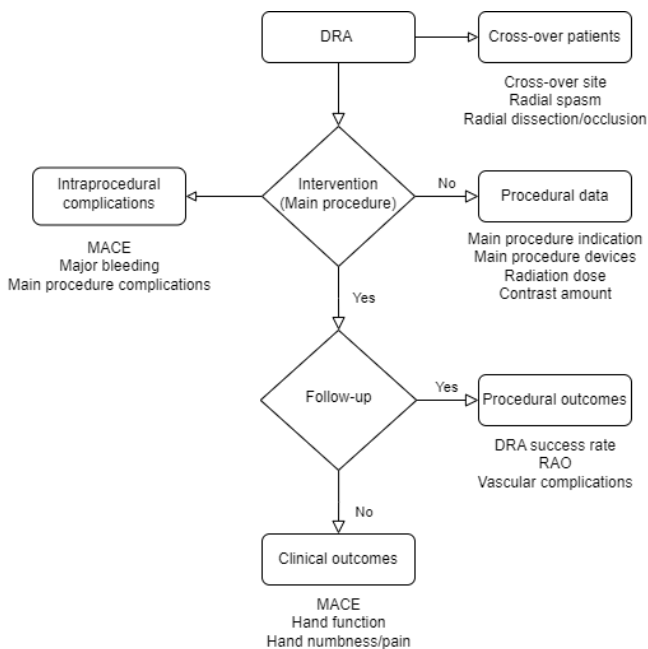 DRA
Cross-over patients
Cross-over site
Radial spasm
Radial dissection/occlusion
Intraprocedural
complications
MACE
Major bleeding
Main procedure complications
Intervention
(Main procedure)
No
Procedural data
Main procedure indication
Main procedure devices
Radiation dose
Contrast amount
Yes
Follow-up
Yes
Procedural outcomes
DRA success rate
RAO
Vascular complications
No
Clinical outcomes
MACE
Hand function
Hand numbness/pain